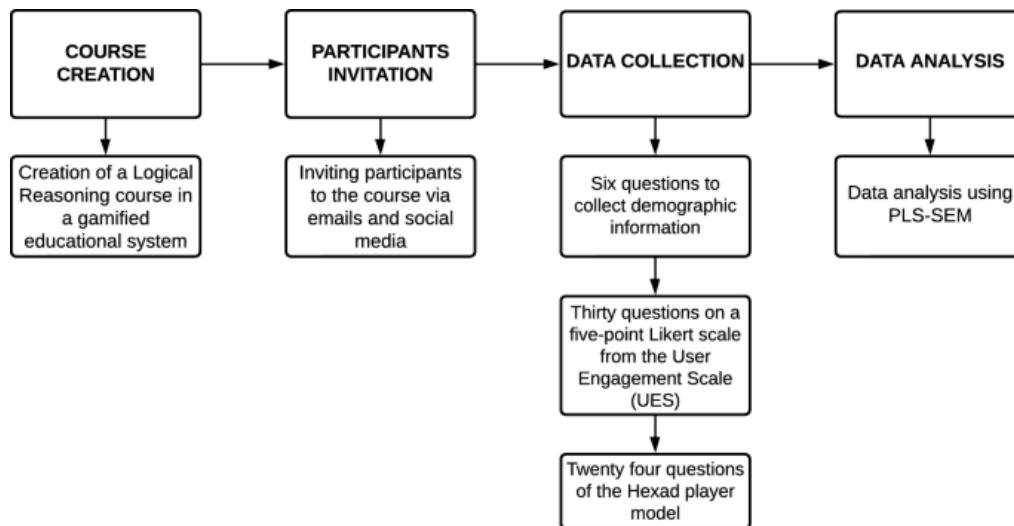 COURSE
CREATION
PARTICIPANTS
INVITATION
DATA COLLECTION
DATA ANALYSIS
Creation of a Logical
Reasoning course in
a gamified
educational system
Inviting participants
to the course via
emails and social
media
Six questions to
collect demographic
information
Data analysis using
PLS-SEM
Thirty questions on a
five-point Likert scale
from the User
Engagement Scale
(UES)
Twenty four questions
of the Hexad player
model